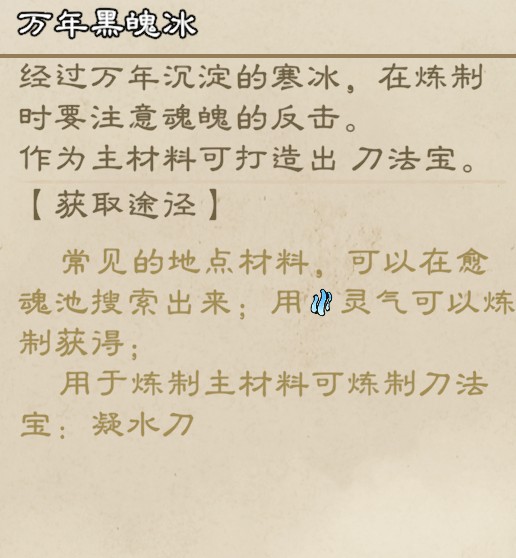 万年黑魄冰
经过万年沉淀的寒冰，在炼制
时要注意魂魄的反击。
作为主材料可打造出 刀法宝。
【获取途径】
常见的地点材料，可以在愈
魂池搜索出来；用灵气可以炼
制获得；
用于炼制主材料可炼制刀法
宝：凝水刀